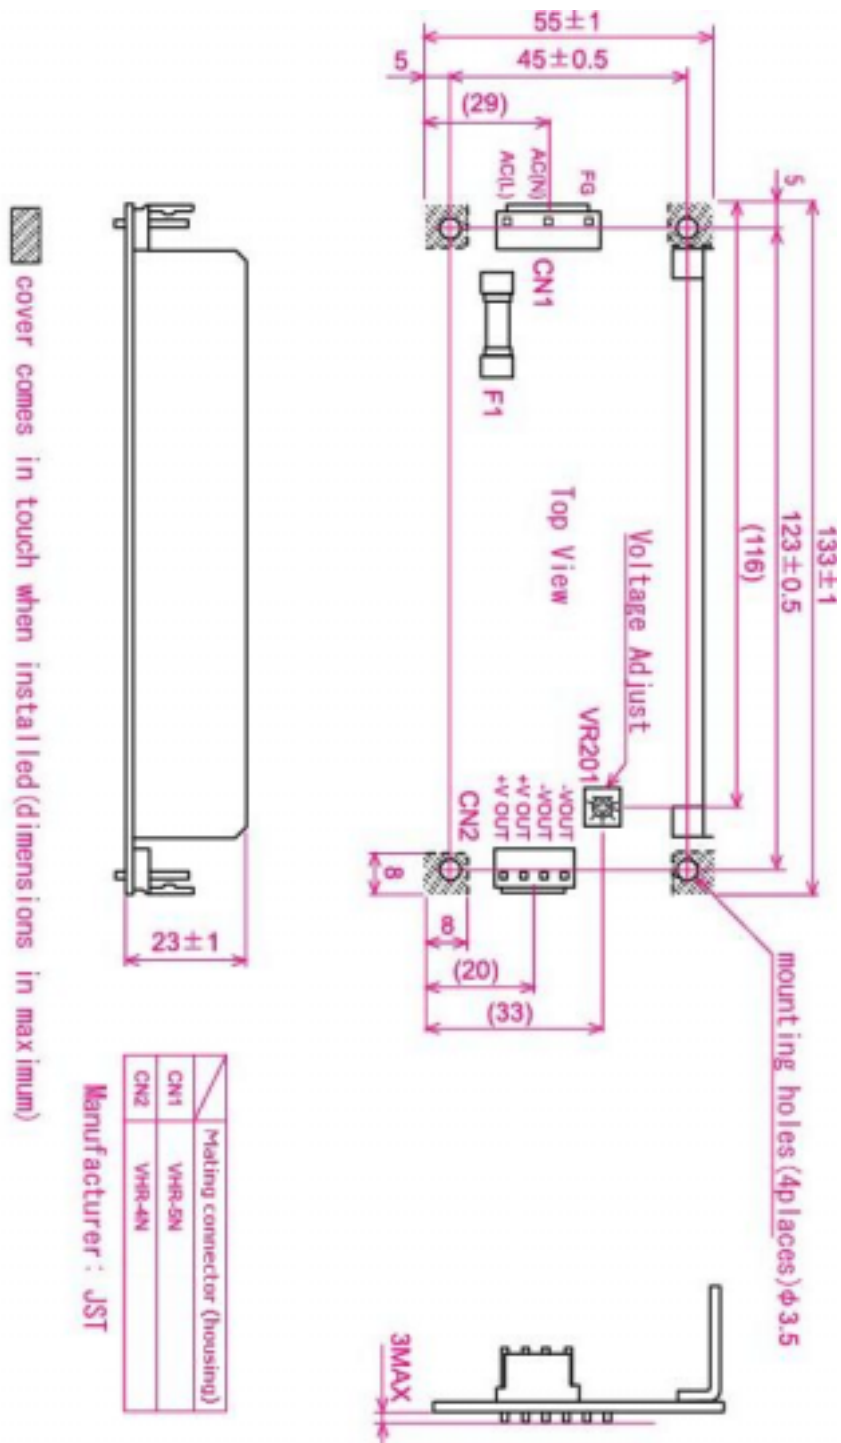 55±1
5
45±0.5
(29)
AC(L)
AC(N)
FG
5
CN1
F1
Top View
Voltage Adjust
VR201
(116)
123±0.5
133±1
+V OUT
+V OUT
-VOUT
-VOUT
CN2
8
8
(20)
(33)
mounting holes(4places)ϕ3.5
23±1
cover comes in touch when installed(dimensions in maximum)
Mating connector (housing)
CN1 VHR-5N
CN2 VHR-4N
Manufacturer: JST
3MAX